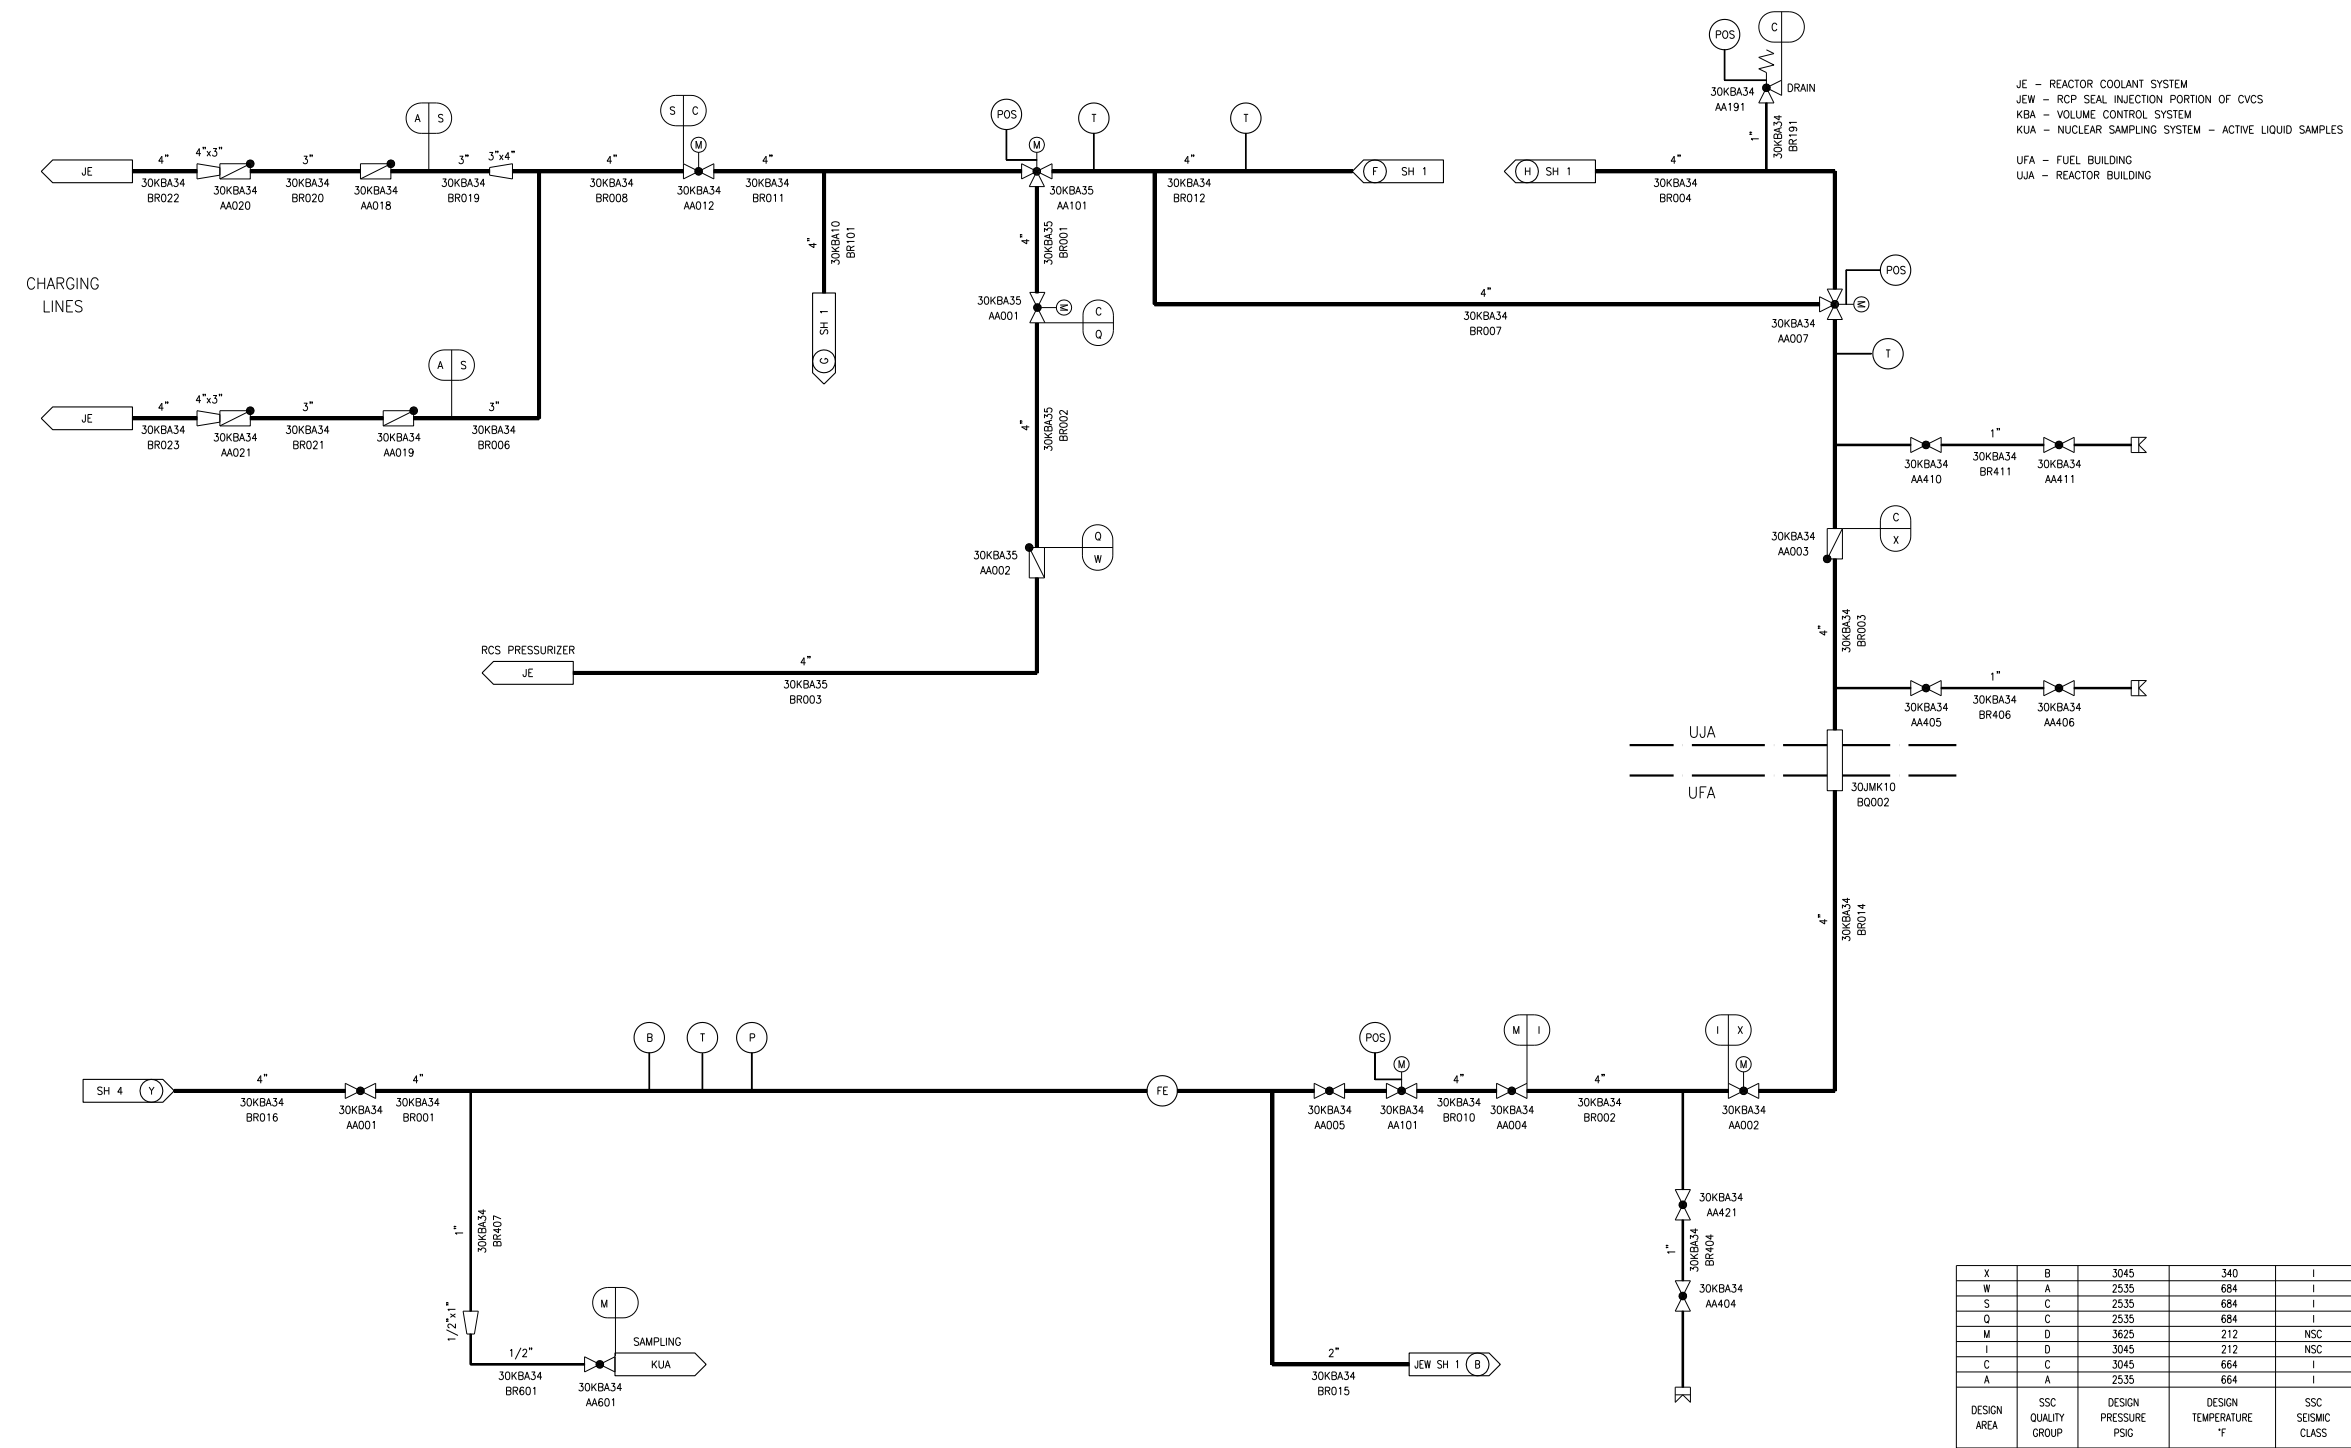 POS
C
30KBA34
AA191
DRAIN
1"
30KBA34
BR191
JE – REACTOR COOLANT SYSTEM
JEW – RCP SEAL INJECTION PORTION OF CVCS
KBA – VOLUME CONTROL SYSTEM
KUA – NUCLEAR SAMPLING SYSTEM – ACTIVE LIQUID SAMPLES
UFA – FUEL BUILDING
UJA – REACTOR BUILDING
A S
S C
M
POS
M
T
T
JE
4"
30KBA34
BR022
4"x3"
30KBA34
AA020
3"
30KBA34
BR020
30KBA34
AA018
3"
30KBA34
BR019
3"x4"
4"
30KBA34
BR008
30KBA34
AA012
4"
30KBA34
BR011
30KBA35
AA101
4"
30KBA34
BR012
F SH 1
H SH 1
4"
30KBA34
BR004
4"
30KBA10
BR101
G SH 1
4"
30KBA35
BR001
CHARGING
LINES
30KBA35
AA001
M
C
Q
4"
30KBA34
BR007
POS
M
30KBA34
AA007
T
A S
JE
4"
30KBA34
BR023
4"x3"
30KBA34
AA021
3"
30KBA34
BR021
30KBA34
AA019
3"
30KBA34
BR006
4"
30KBA35
BR002
30KBA34
AA410
1"
30KBA34
BR411
30KBA34
AA411
30KBA35
AA002
Q
W
30KBA34
AA003
C
X
4"
30KBA34
BR003
RCS PRESSURIZER
JE
4"
30KBA35
BR003
30KBA34
AA405
1"
30KBA34
BR406
30KBA34
AA406
UJA
UFA
30JMK10
BQ002
4"
30KBA34
BR014
SH 4 Y
4"
30KBA34
BR016
30KBA34
AA001
4"
30KBA34
BR001
B
T
P
FE
30KBA34
AA005
POS
M
30KBA34
AA101
4"
30KBA34
BR010
M I
30KBA34
AA004
4"
30KBA34
BR002
I X
M
30KBA34
AA002
1"
30KBA34
BR407
1/2"x1"
1/2"
30KBA34
BR601
M
30KBA34
AA601
SAMPLING
KUA
2"
30KBA34
BR015
JEW SH 1 B
30KBA34
AA421
1"
30KBA34
BR404
30KBA34
AA404
X B 3045 340 I
W A 2535 684 I
S C 2535 684 I
Q C 2535 684 I
M D 3625 212 NSC
I D 3045 212 NSC
C C 3045 664 I
A A 2535 664 I
DESIGN AREA
SSC QUALITY GROUP
DESIGN PRESSURE PSIG
DESIGN TEMPERATURE °F
SSC SEISMIC CLASS